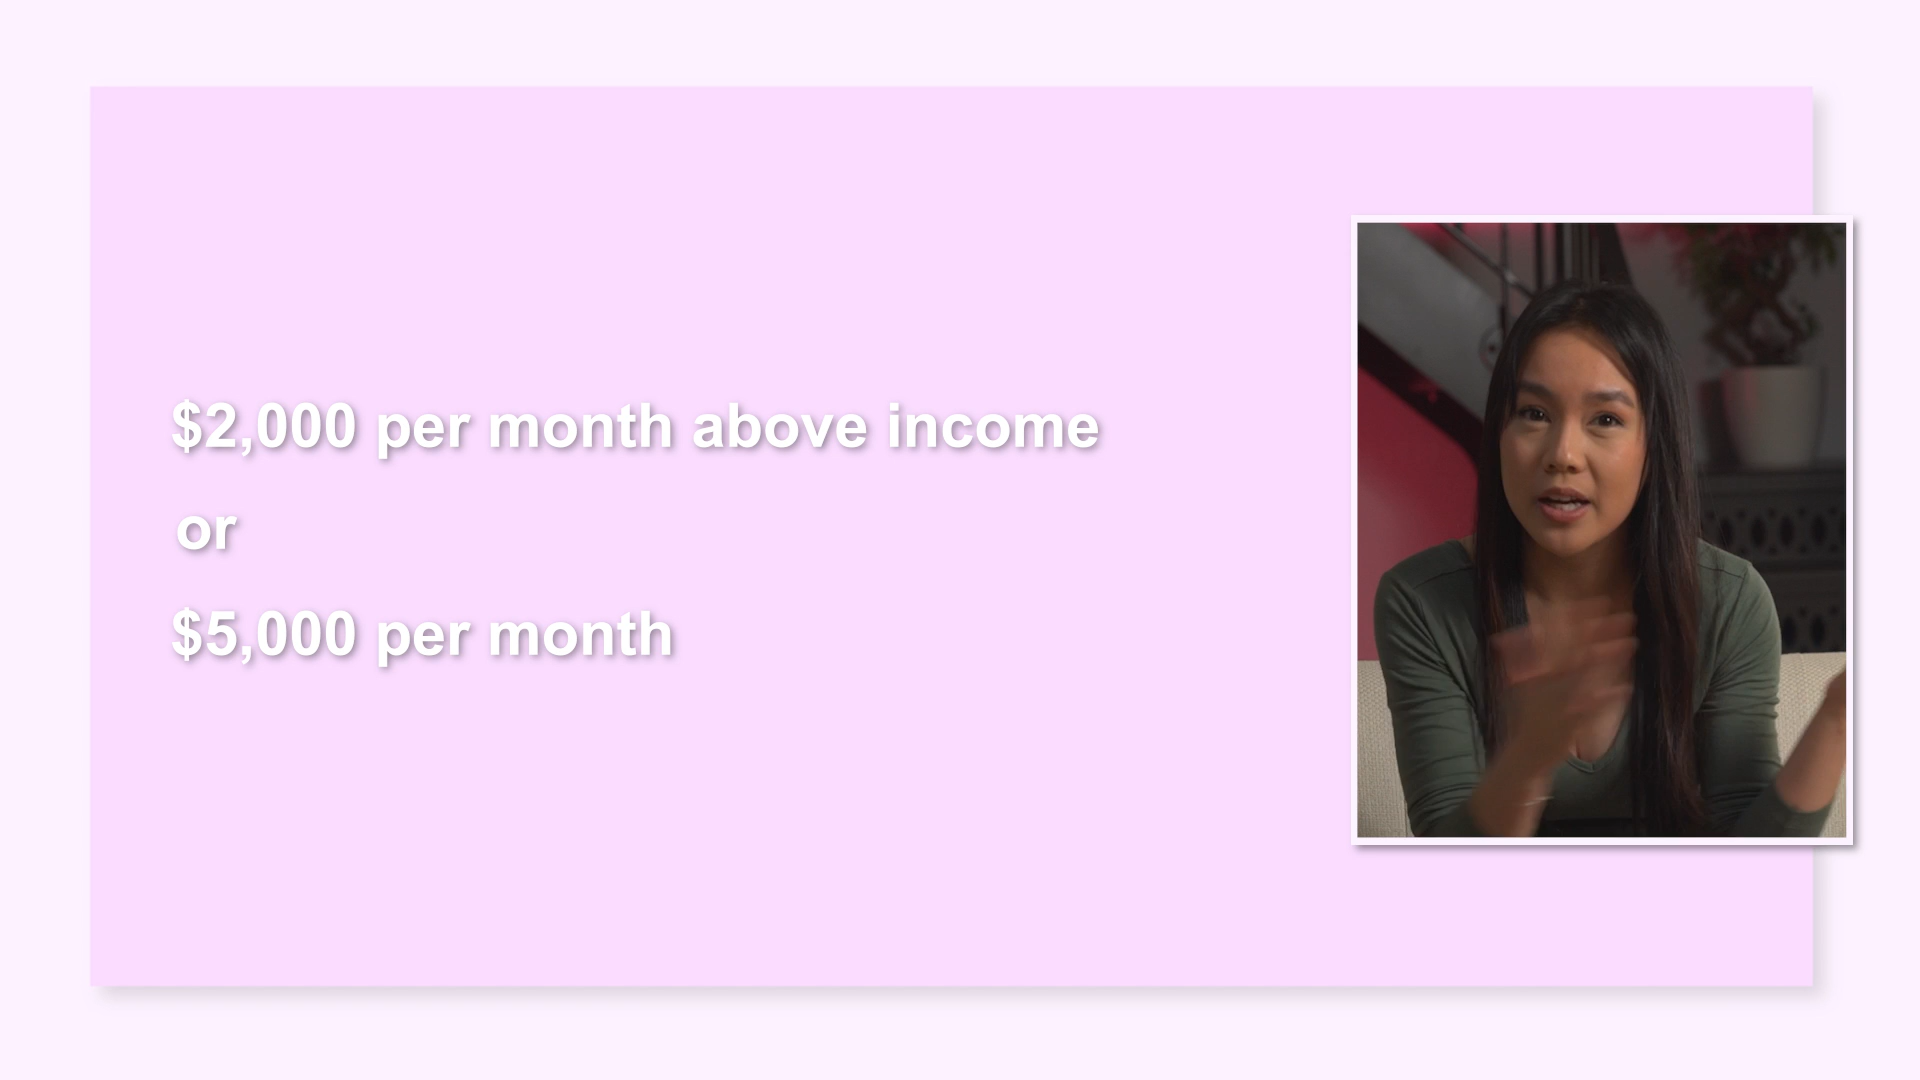 $2,000 per month above income
or
$5,000 per month